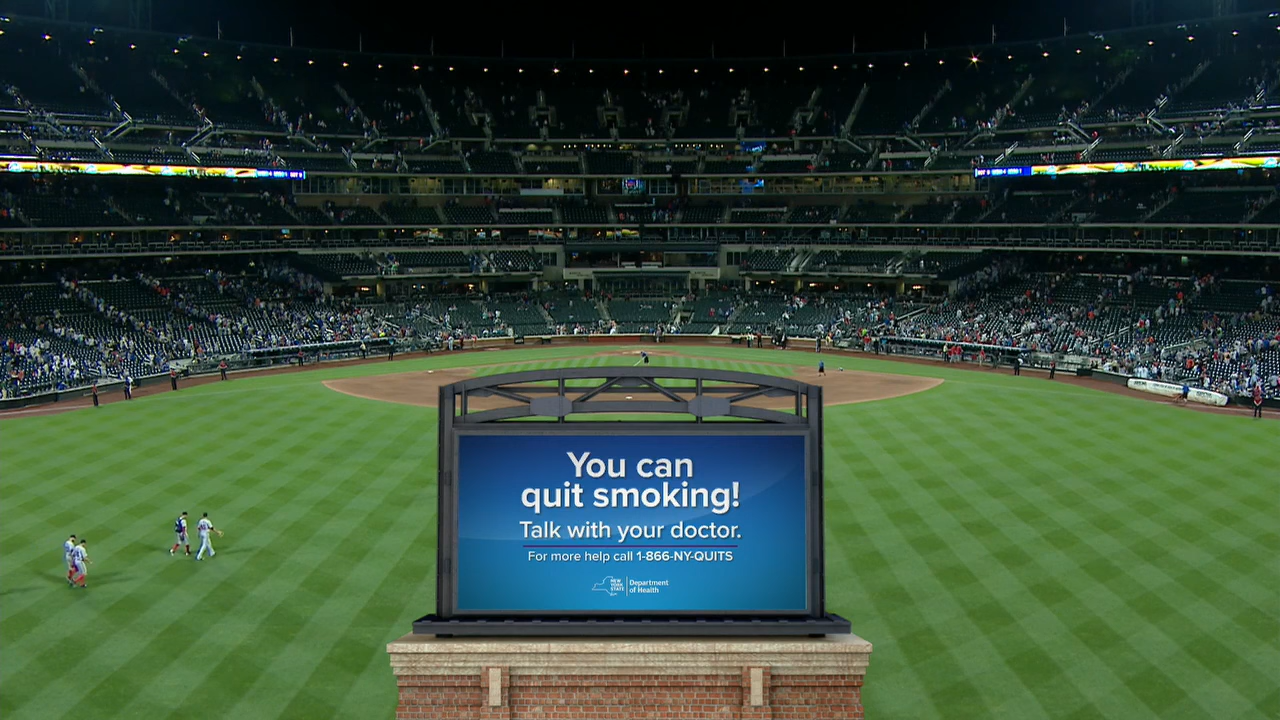 You can
quit smoking!
Talk with your doctor.
For more help call 1-866-NY-QUITS
NEW
YORK
STATE
Department
of Health